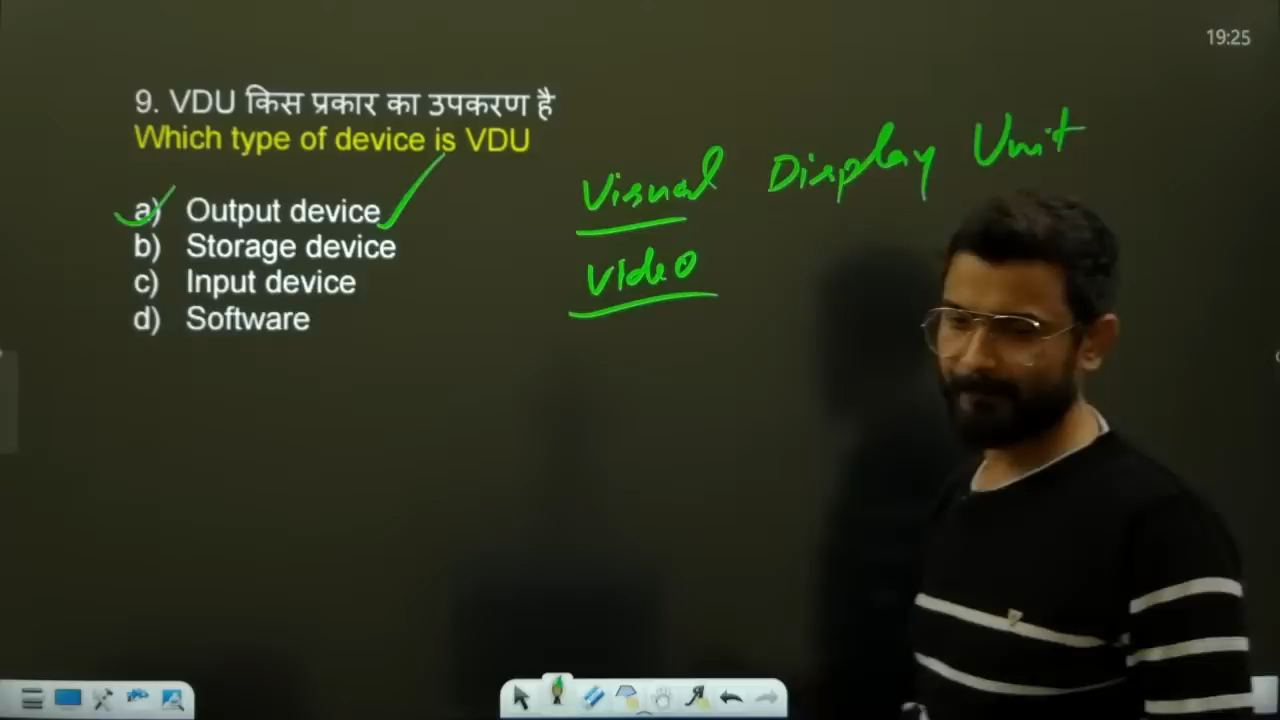 19:25
9. VDU किस प्रकार का उपकरण है
Which type of device is VDU
a) Output device
b) Storage device
c) Input device
d) Software
Visual Display Unit
Video